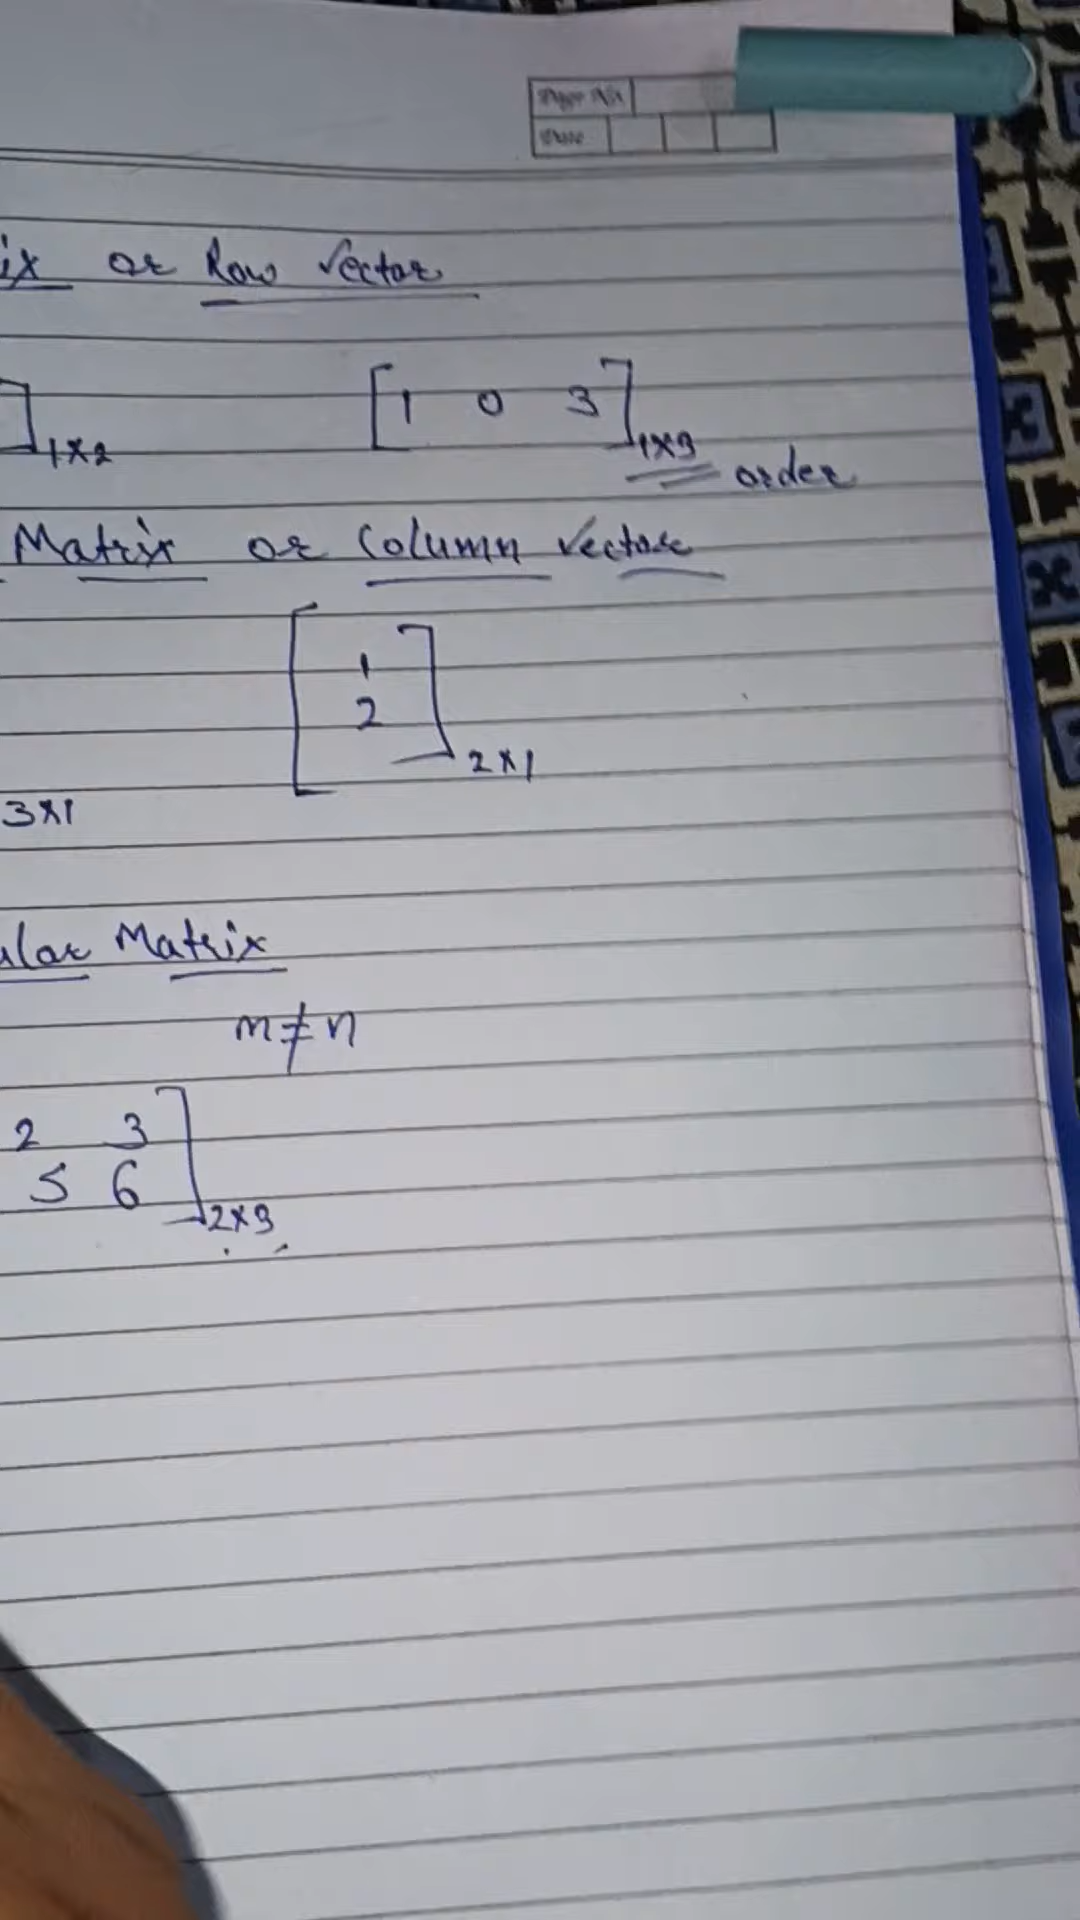 Page No.
Date
ix or Row Vector
]1×2 [1 0 3]1×3
order
Matrix or Column Vector
[1
2]2×1
3×1
ular Matrix
m≠n
2 3
5 6]2×3